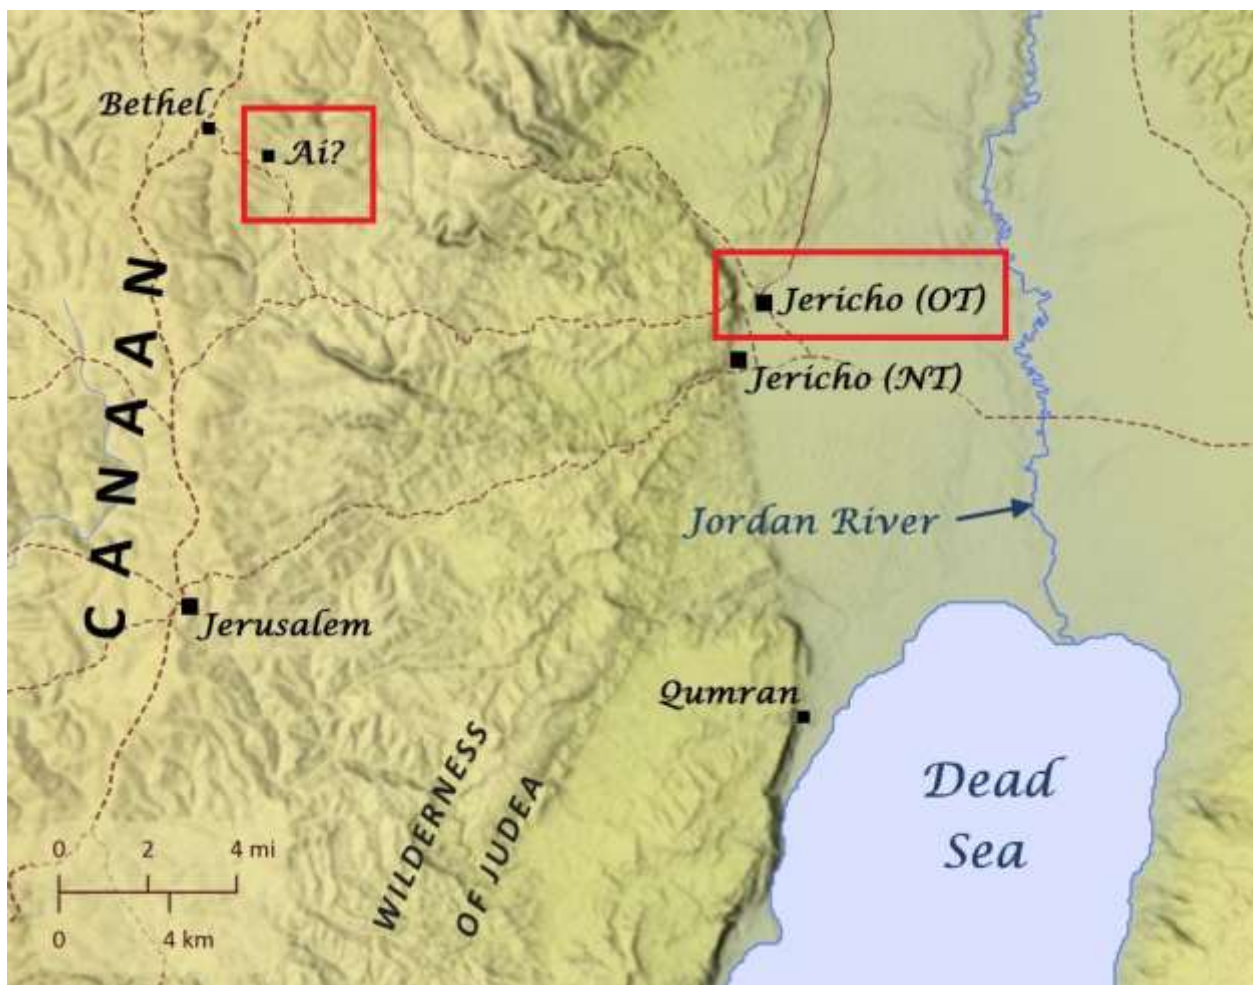 Bethel
Ai?
CANAAN
Jericho (OT)
Jericho (NT)
Jordan River
Jerusalem
Qumran
WILDERNESS
OF JUDEA
Dead
Sea
0 2 4 mi
0 4 km